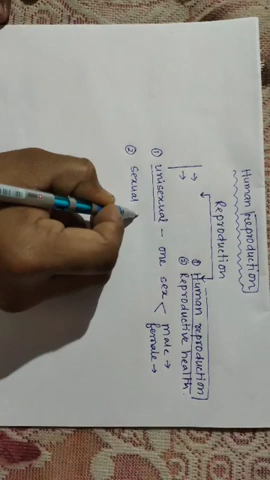 Human Reproduction
Reproduction
① Human reproduction
② Reproductive health
① unisexual – one sex < male →
female →
② sexual